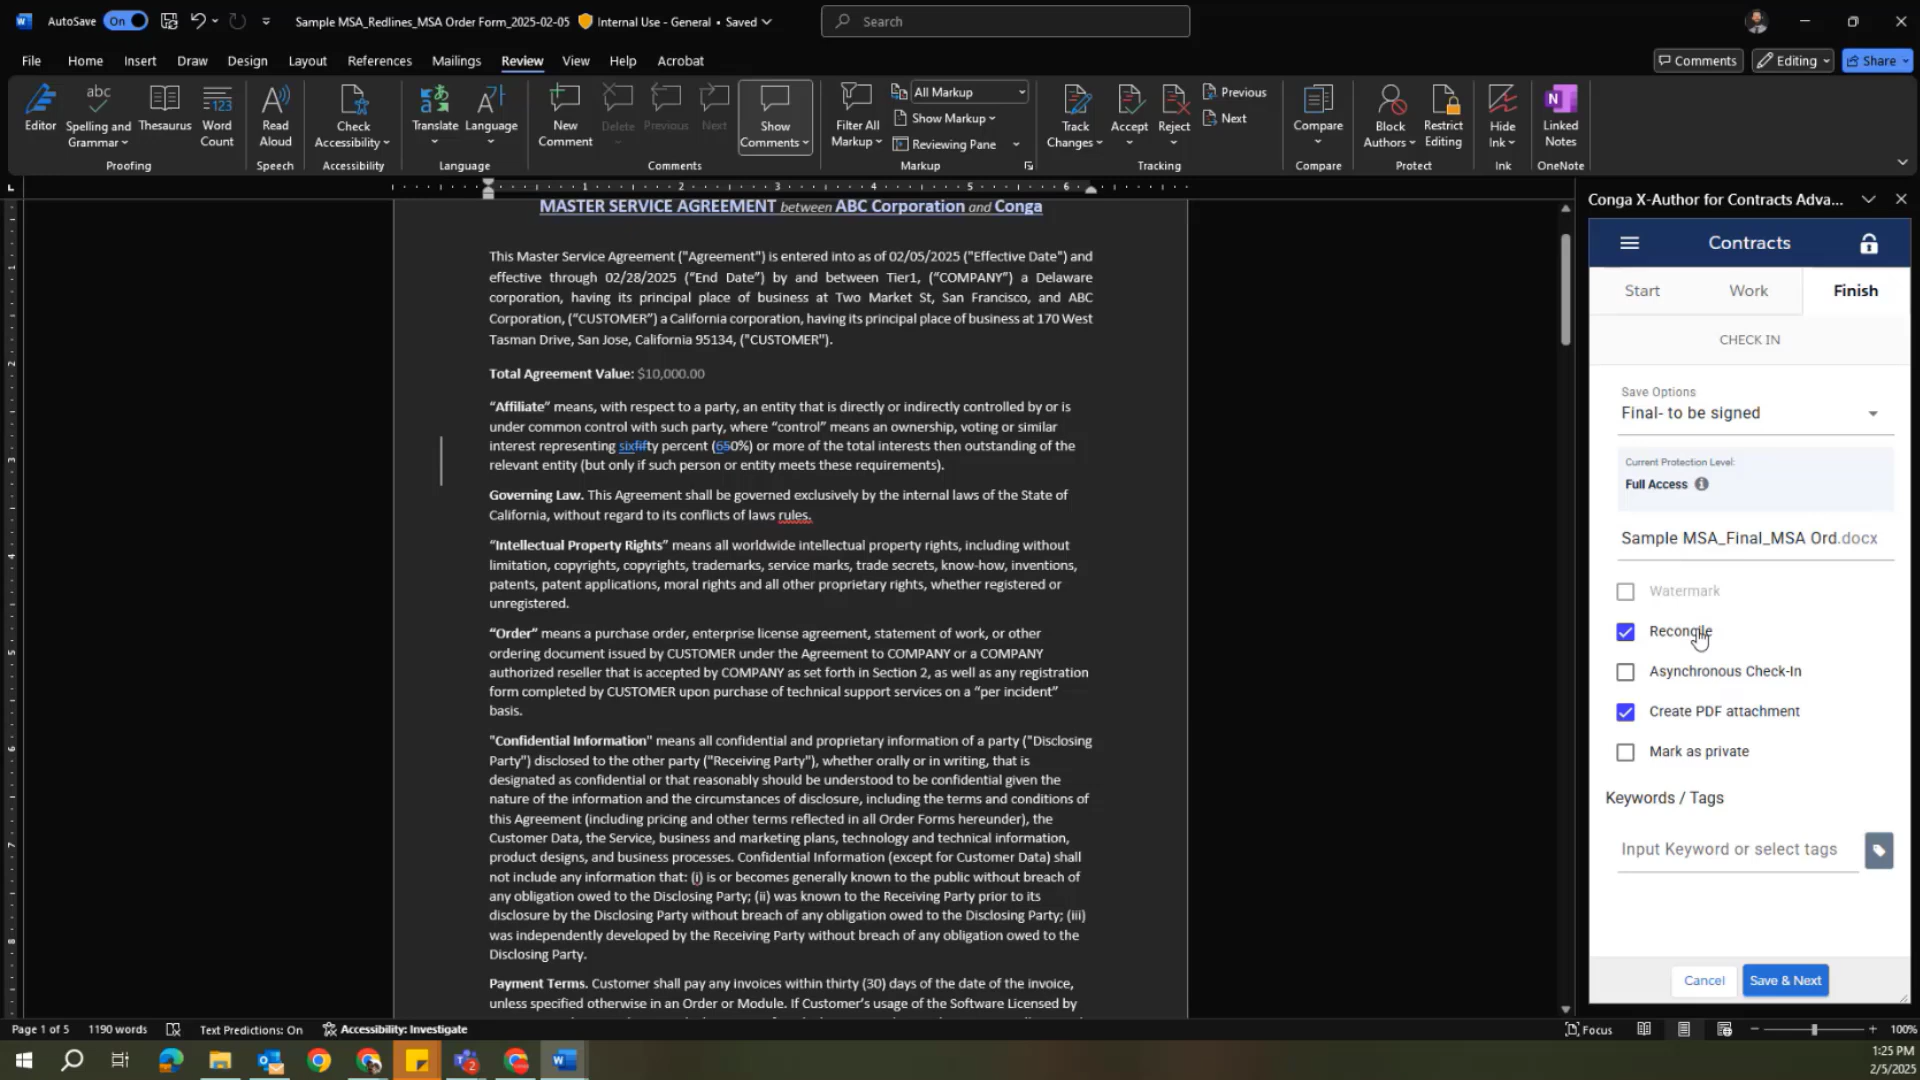 AutoSave On Sample MSA_Redlines_MSA Order Form_2025-02-05 Internal Use - General • Saved Search
File Home Insert Draw Design Layout References Mailings Review View Help Acrobat Comments Editing Share
Editor
abc
Spelling and
Grammar
Thesaurus
123
Word
Count
Proofing
Read
Aloud
Speech
Check
Accessibility
Accessibility
Translate
Language
Language
New
Comment
Delete
Previous
Next
Show
Comments
Comments
Filter All
Markup
All Markup
Show Markup
Reviewing Pane
Markup
Track
Changes
Accept
Reject
Previous
Next
Tracking
Compare
Compare
Block
Authors
Restrict
Editing
Protect
Hide
Ink
Ink
Linked
Notes
OneNote
1 2 3 4 5 6
MASTER SERVICE AGREEMENT between ABC Corporation and Conga
This Master Service Agreement ("Agreement") is entered into as of 02/05/2025 ("Effective Date") and
effective through 02/28/2025 (“End Date”) by and between Tier1, (“COMPANY”) a Delaware
corporation, having its principal place of business at Two Market St, San Francisco, and ABC
Corporation, (“CUSTOMER”) a California corporation, having its principal place of business at 170 West
Tasman Drive, San Jose, California 95134, ("CUSTOMER").
Total Agreement Value: $10,000.00
“Affiliate” means, with respect to a party, an entity that is directly or indirectly controlled by or is
under common control with such party, where “control” means an ownership, voting or similar
interest representing sixfifty percent (650%) or more of the total interests then outstanding of the
relevant entity (but only if such person or entity meets these requirements).
Governing Law. This Agreement shall be governed exclusively by the internal laws of the State of
California, without regard to its conflicts of laws rules.
“Intellectual Property Rights” means all worldwide intellectual property rights, including without
limitation, copyrights, copyrights, trademarks, service marks, trade secrets, know-how, inventions,
patents, patent applications, moral rights and all other proprietary rights, whether registered or
unregistered.
“Order” means a purchase order, enterprise license agreement, statement of work, or other
ordering document issued by CUSTOMER under the Agreement to COMPANY or a COMPANY
authorized reseller that is accepted by COMPANY as set forth in Section 2, as well as any registration
form completed by CUSTOMER upon purchase of technical support services on a “per incident”
basis.
"Confidential Information" means all confidential and proprietary information of a party ("Disclosing
Party") disclosed to the other party ("Receiving Party"), whether orally or in writing, that is
designated as confidential or that reasonably should be understood to be confidential given the
nature of the information and the circumstances of disclosure, including the terms and conditions of
this Agreement (including pricing and other terms reflected in all Order Forms hereunder), the
Customer Data, the Service, business and marketing plans, technology and technical information,
product designs, and business processes. Confidential Information (except for Customer Data) shall
not include any information that: (i) is or becomes generally known to the public without breach of
any obligation owed to the Disclosing Party; (ii) was known to the Receiving Party prior to its
disclosure by the Disclosing Party without breach of any obligation owed to the Disclosing Party; (iii)
was independently developed by the Receiving Party without breach of any obligation owed to the
Disclosing Party.
Payment Terms. Customer shall pay any invoices within thirty (30) days of the date of the invoice,
unless specified otherwise in an Order or Module. If Customer’s usage of the Software Licensed by
Conga X-Author for Contracts Adva...
Contracts
Start Work Finish
CHECK IN
Save Options
Final- to be signed
Current Protection Level:
Full Access
Sample MSA_Final_MSA Ord.docx
Watermark
Reconcile
Asynchronous Check-In
Create PDF attachment
Mark as private
Keywords / Tags
Input Keyword or select tags
Cancel Save & Next
Page 1 of 5 1190 words Text Predictions: On Accessibility: Investigate Focus 100%
1:25 PM
2/5/2025